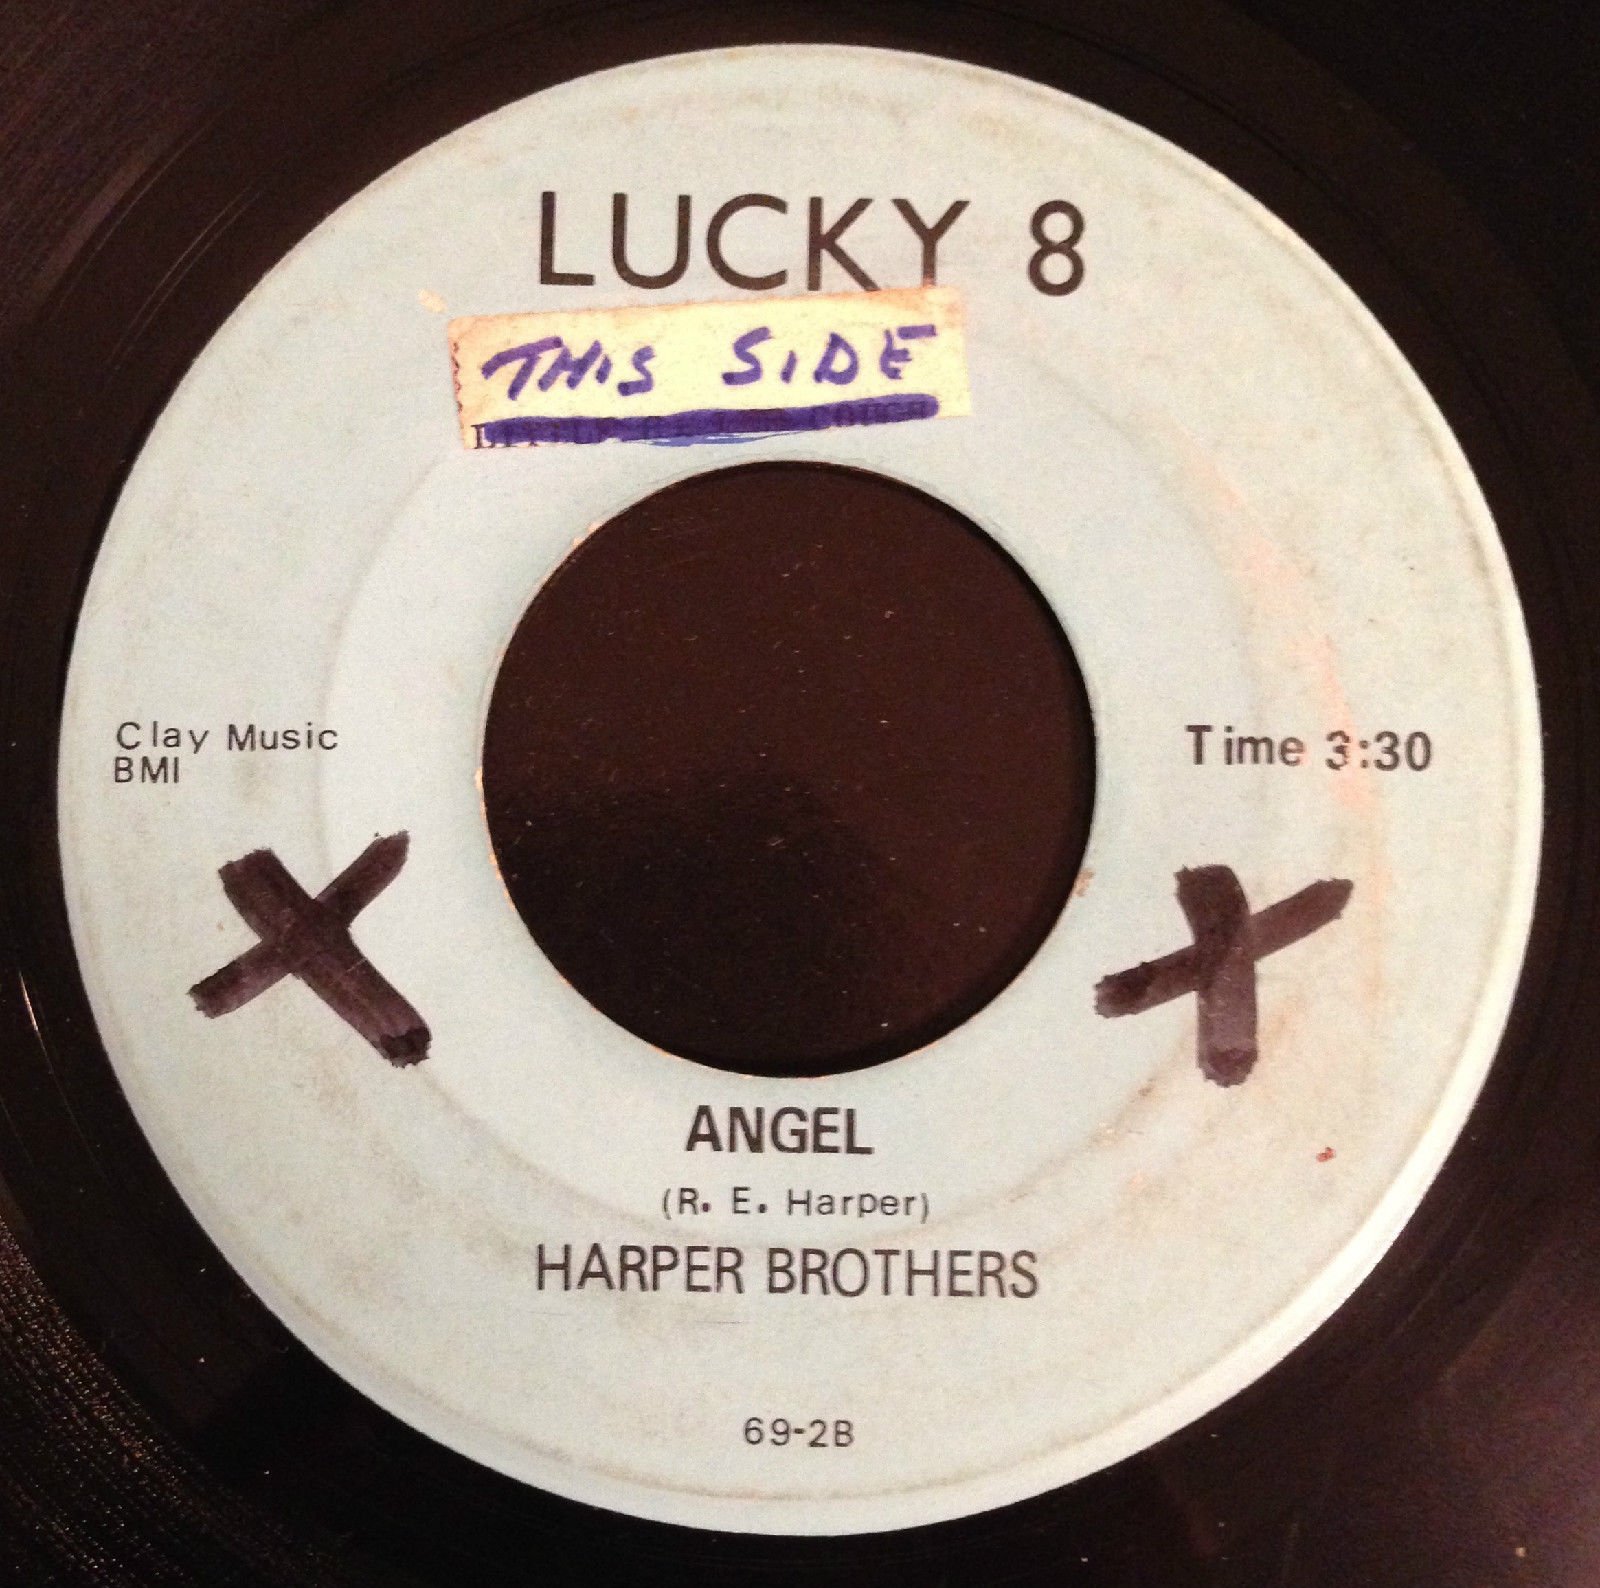 LUCKY 8
THIS SIDE
Clay Music
BMI
Time 3:30
ANGEL
(R. E. Harper)
HARPER BROTHERS
69-2B